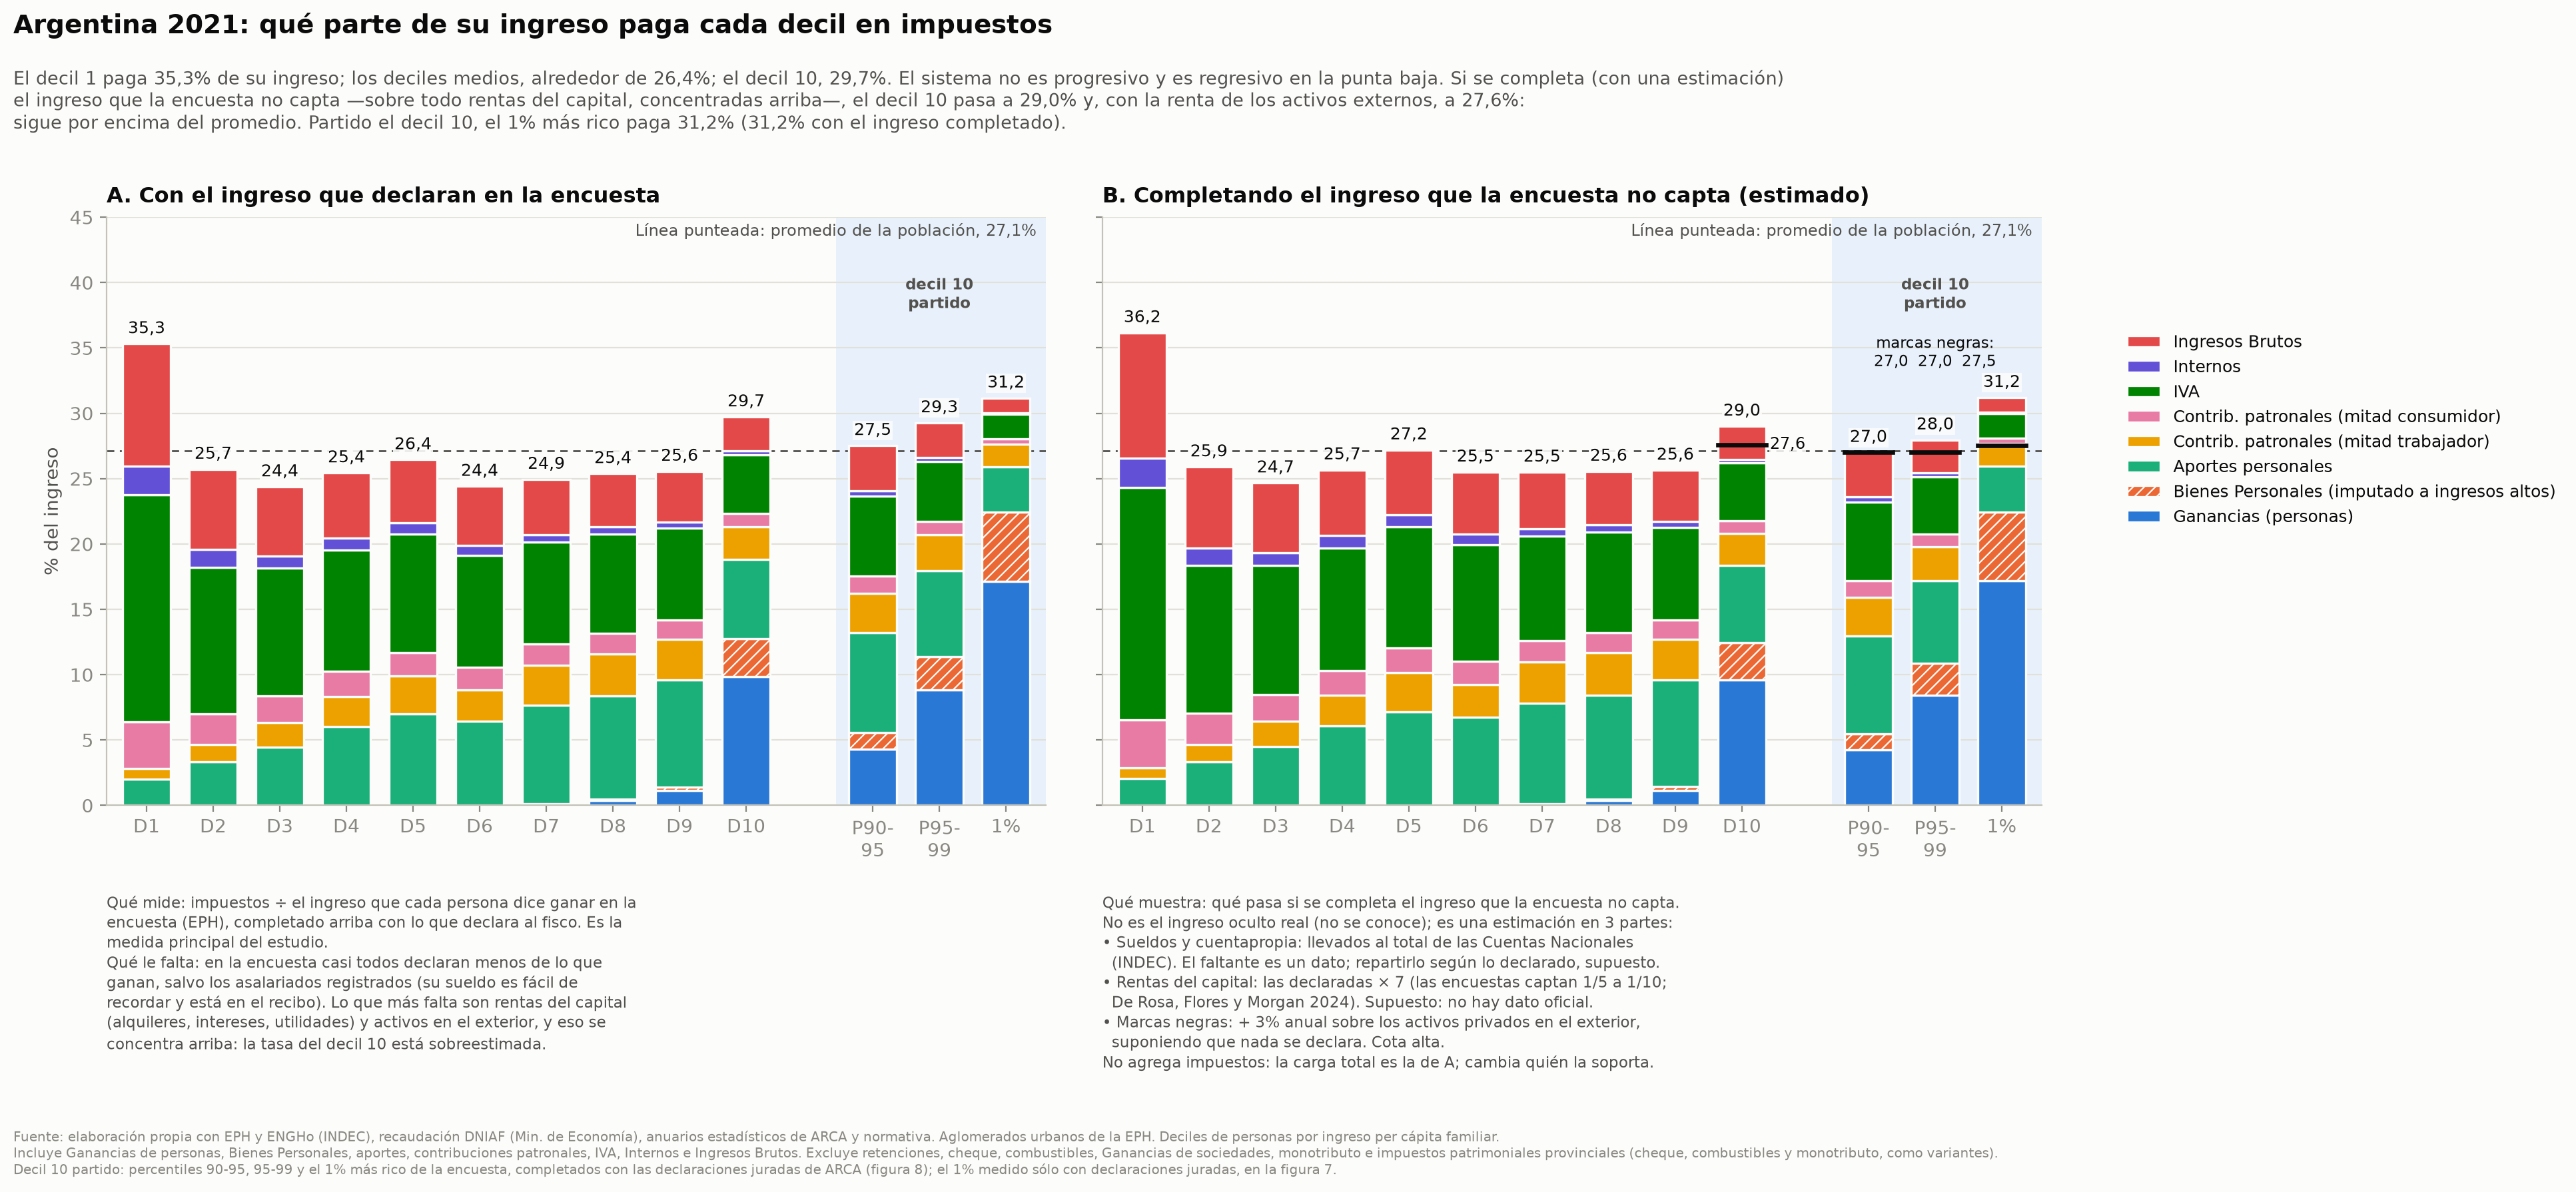 Argentina 2021: qué parte de su ingreso paga cada decil en impuestos
El decil 1 paga 35,3% de su ingreso; los deciles medios, alrededor de 26,4%; el decil 10, 29,7%. El sistema no es progresivo y es regresivo en la punta baja. Si se completa (con una estimación)
el ingreso que la encuesta no capta —sobre todo rentas del capital, concentradas arriba—, el decil 10 pasa a 29,0% y, con la renta de los activos externos, a 27,6%:
sigue por encima del promedio. Partido el decil 10, el 1% más rico paga 31,2% (31,2% con el ingreso completado).
A. Con el ingreso que declaran en la encuesta
Línea punteada: promedio de la población, 27,1%
decil 10
partido
% del ingreso
45
40
35
30
25
20
15
10
5
0
35,3
25,7
24,4
25,4
26,4
24,4
24,9
25,4
25,6
29,7
27,5
29,3
31,2
D1 D2 D3 D4 D5 D6 D7 D8 D9 D10 P90-95 P95-99 1%
Qué mide: impuestos ÷ el ingreso que cada persona dice ganar en la
encuesta (EPH), completado arriba con lo que declara al fisco. Es la
medida principal del estudio.
Qué le falta: en la encuesta casi todos declaran menos de lo que
ganan, salvo los asalariados registrados (su sueldo es fácil de
recordar y está en el recibo). Lo que más falta son rentas del capital
(alquileres, intereses, utilidades) y activos en el exterior, y eso se
concentra arriba: la tasa del decil 10 está sobreestimada.
B. Completando el ingreso que la encuesta no capta (estimado)
Línea punteada: promedio de la población, 27,1%
decil 10
partido
marcas negras:
27,0 27,0 27,5
36,2
25,9
24,7
25,7
27,2
25,5
25,5
25,6
25,6
29,0
27,6
27,0
28,0
31,2
D1 D2 D3 D4 D5 D6 D7 D8 D9 D10 P90-95 P95-99 1%
Qué muestra: qué pasa si se completa el ingreso que la encuesta no capta.
No es el ingreso oculto real (no se conoce); es una estimación en 3 partes:
• Sueldos y cuentapropia: llevados al total de las Cuentas Nacionales
(INDEC). El faltante es un dato; repartirlo según lo declarado, supuesto.
• Rentas del capital: las declaradas × 7 (las encuestas captan 1/5 a 1/10;
De Rosa, Flores y Morgan 2024). Supuesto: no hay dato oficial.
• Marcas negras: + 3% anual sobre los activos privados en el exterior,
suponiendo que nada se declara. Cota alta.
No agrega impuestos: la carga total es la de A; cambia quién la soporta.
Ingresos Brutos
Internos
IVA
Contrib. patronales (mitad consumidor)
Contrib. patronales (mitad trabajador)
Aportes personales
Bienes Personales (imputado a ingresos altos)
Ganancias (personas)
Fuente: elaboración propia con EPH y ENGHo (INDEC), recaudación DNIAF (Min. de Economía), anuarios estadísticos de ARCA y normativa. Aglomerados urbanos de la EPH. Deciles de personas por ingreso per cápita familiar.
Incluye Ganancias de personas, Bienes Personales, aportes, contribuciones patronales, IVA, Internos e Ingresos Brutos. Excluye retenciones, cheque, combustibles, Ganancias de sociedades, monotributo e impuestos patrimoniales provinciales (cheque, combustibles y monotributo, como variantes).
Decil 10 partido: percentiles 90-95, 95-99 y el 1% más rico de la encuesta, completados con las declaraciones juradas de ARCA (figura 8); el 1% medido sólo con declaraciones juradas, en la figura 7.